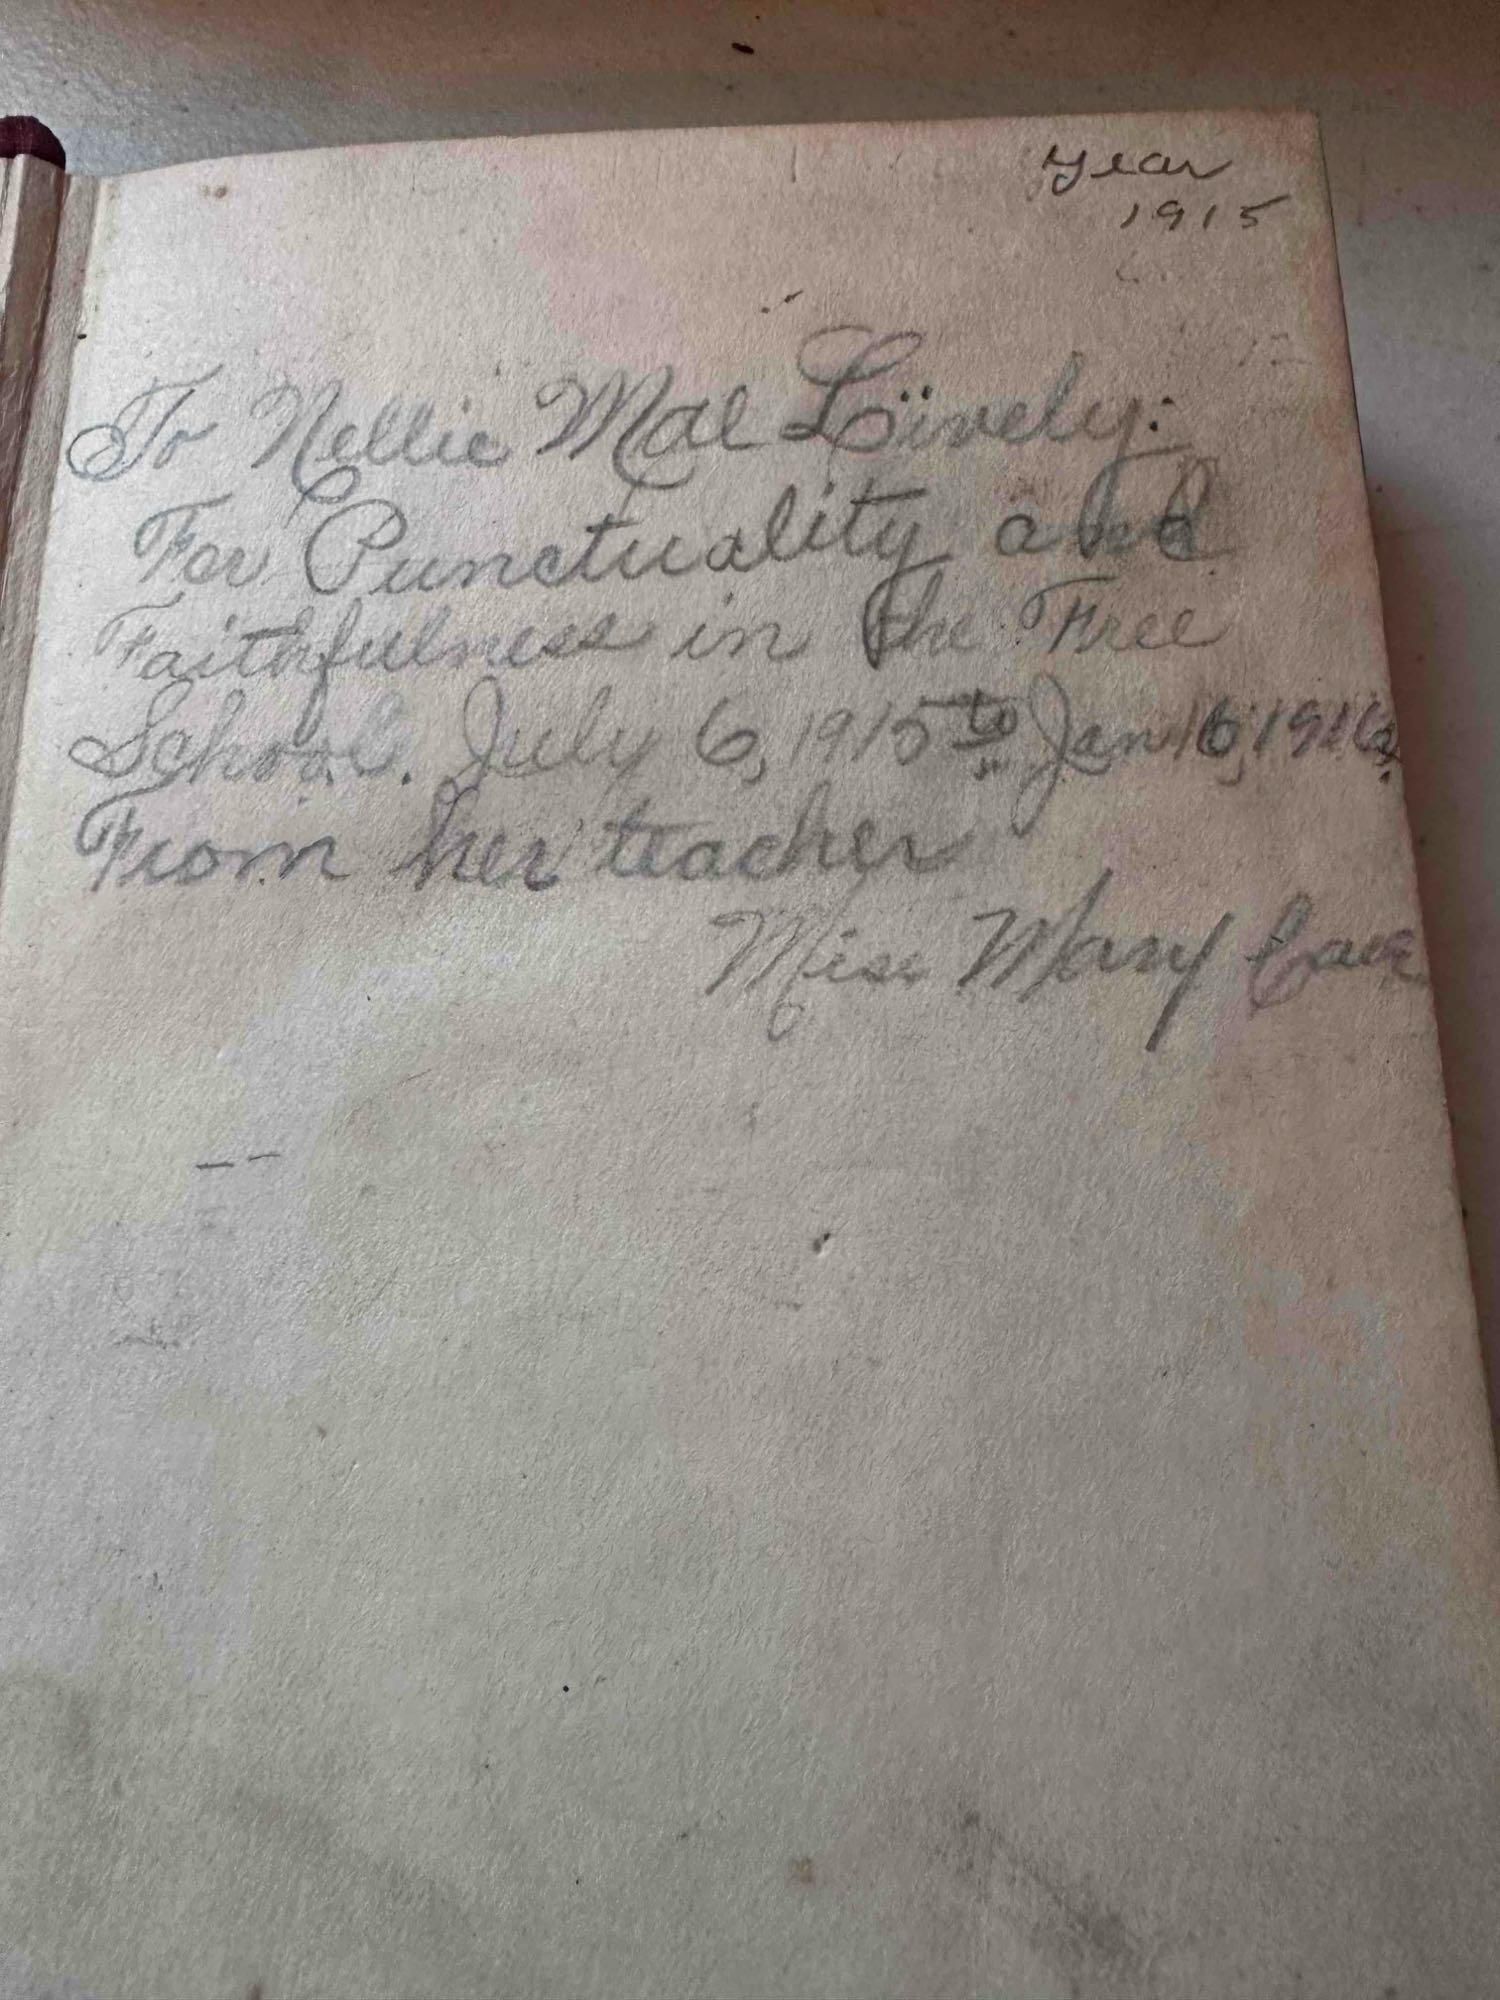 year
1915
To Nellie Mae Lively.
For Punctuality and
Faithfulness in the Free
School. July 6, 1915 to Jan 16, 1916.
From her teacher
Miss Mary